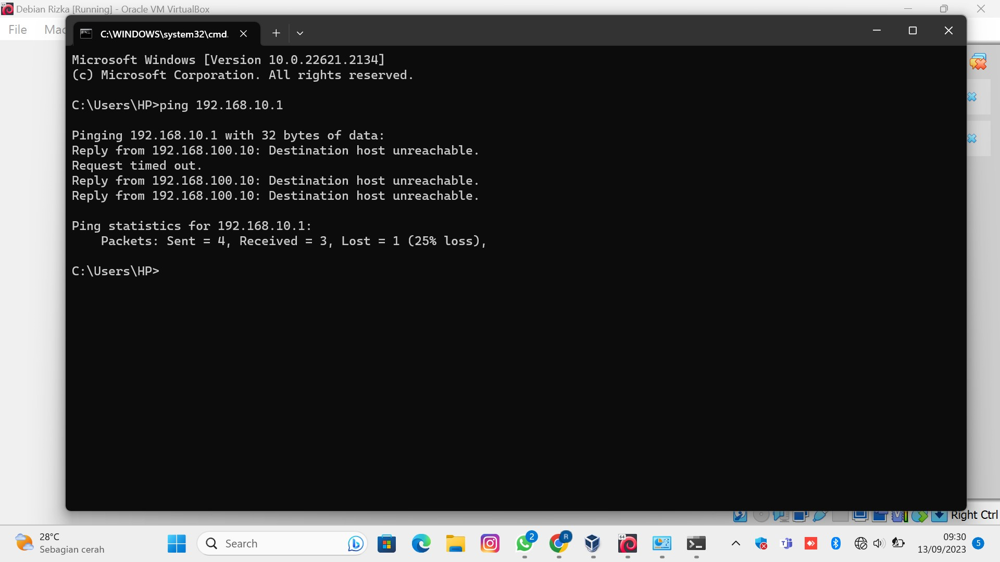 Debian Rizka [Running] - Oracle VM VirtualBox
File Mac
C:\WINDOWS\system32\cmd.
Microsoft Windows [Version 10.0.22621.2134]
(c) Microsoft Corporation. All rights reserved.
C:\Users\HP>ping 192.168.10.1
Pinging 192.168.10.1 with 32 bytes of data:
Reply from 192.168.100.10: Destination host unreachable.
Request timed out.
Reply from 192.168.100.10: Destination host unreachable.
Reply from 192.168.100.10: Destination host unreachable.
Ping statistics for 192.168.10.1:
Packets: Sent = 4, Received = 3, Lost = 1 (25% loss),
C:\Users\HP>
Right Ctrl
28°C
Sebagian cerah
Search
2
R
64
09:30
13/09/2023
5